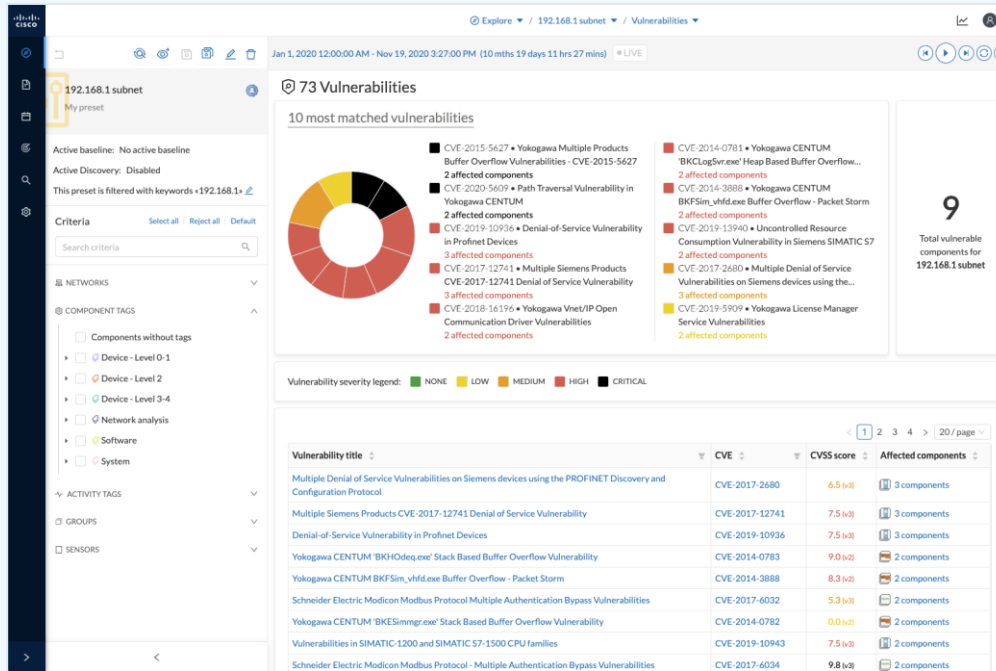 cisco
Explore / 192.168.1 subnet / Vulnerabilities
Jan 1, 2020 12:00:00 AM - Nov 19, 2020 3:27:00 PM (10 mths 19 days 11 hrs 27 mins) LIVE
192.168.1 subnet
My preset
Active baseline: No active baseline
Active Discovery: Disabled
This preset is filtered with keywords «192.168.1»
Criteria Select all Reject all Default
Search criteria
NETWORKS
COMPONENT TAGS
Components without tags
Device - Level 0-1
Device - Level 2
Device - Level 3-4
Network analysis
Software
System
ACTIVITY TAGS
GROUPS
SENSORS
73 Vulnerabilities
10 most matched vulnerabilities
CVE-2015-5627 • Yokogawa Multiple Products
Buffer Overflow Vulnerabilities - CVE-2015-5627
2 affected components
CVE-2020-5609 • Path Traversal Vulnerability in
Yokogawa CENTUM
2 affected components
CVE-2019-10936 • Denial-of-Service Vulnerability
in Profinet Devices
3 affected components
CVE-2017-12741 • Multiple Siemens Products
CVE-2017-12741 Denial of Service Vulnerability
3 affected components
CVE-2018-16196 • Yokogawa Vnet/IP Open
Communication Driver Vulnerabilities
2 affected components
CVE-2014-0781 • Yokogawa CENTUM
'BKCLogSvr.exe' Heap Based Buffer Overflow...
2 affected components
CVE-2014-3888 • Yokogawa CENTUM
BKFSim_vhfd.exe Buffer Overflow - Packet Storm
2 affected components
CVE-2019-13940 • Uncontrolled Resource
Consumption Vulnerability in Siemens SIMATIC S7
2 affected components
CVE-2017-2680 • Multiple Denial of Service
Vulnerabilities on Siemens devices using the...
3 affected components
CVE-2019-5909 • Yokogawa License Manager
Service Vulnerabilities
2 affected components
9
Total vulnerable
components for
192.168.1 subnet
Vulnerability severity legend: NONE LOW MEDIUM HIGH CRITICAL
< 1 2 3 4 > 20 / page
Vulnerability title CVE CVSS score Affected components
Multiple Denial of Service Vulnerabilities on Siemens devices using the PROFINET Discovery and
Configuration Protocol CVE-2017-2680 6.5 (v3) 3 components
Multiple Siemens Products CVE-2017-12741 Denial of Service Vulnerability CVE-2017-12741 7.5 (v3) 3 components
Denial-of-Service Vulnerability in Profinet Devices CVE-2019-10936 7.5 (v3) 3 components
Yokogawa CENTUM 'BKHOdeq.exe' Stack Based Buffer Overflow Vulnerability CVE-2014-0783 9.0 (v2) 2 components
Yokogawa CENTUM BKFSim_vhfd.exe Buffer Overflow - Packet Storm CVE-2014-3888 8.3 (v2) 2 components
Schneider Electric Modicon Modbus Protocol Multiple Authentication Bypass Vulnerabilities CVE-2017-6032 5.3 (v3) 2 components
Yokogawa CENTUM 'BKESimmgr.exe' Stack Based Buffer Overflow Vulnerability CVE-2014-0782 0.0 (v2) 2 components
Vulnerabilities in SIMATIC-1200 and SIMATIC S7-1500 CPU families CVE-2019-10943 7.5 (v3) 2 components
Schneider Electric Modicon Modbus Protocol - Multiple Authentication Bypass Vulnerabilities CVE-2017-6034 9.8 (v3) 2 components